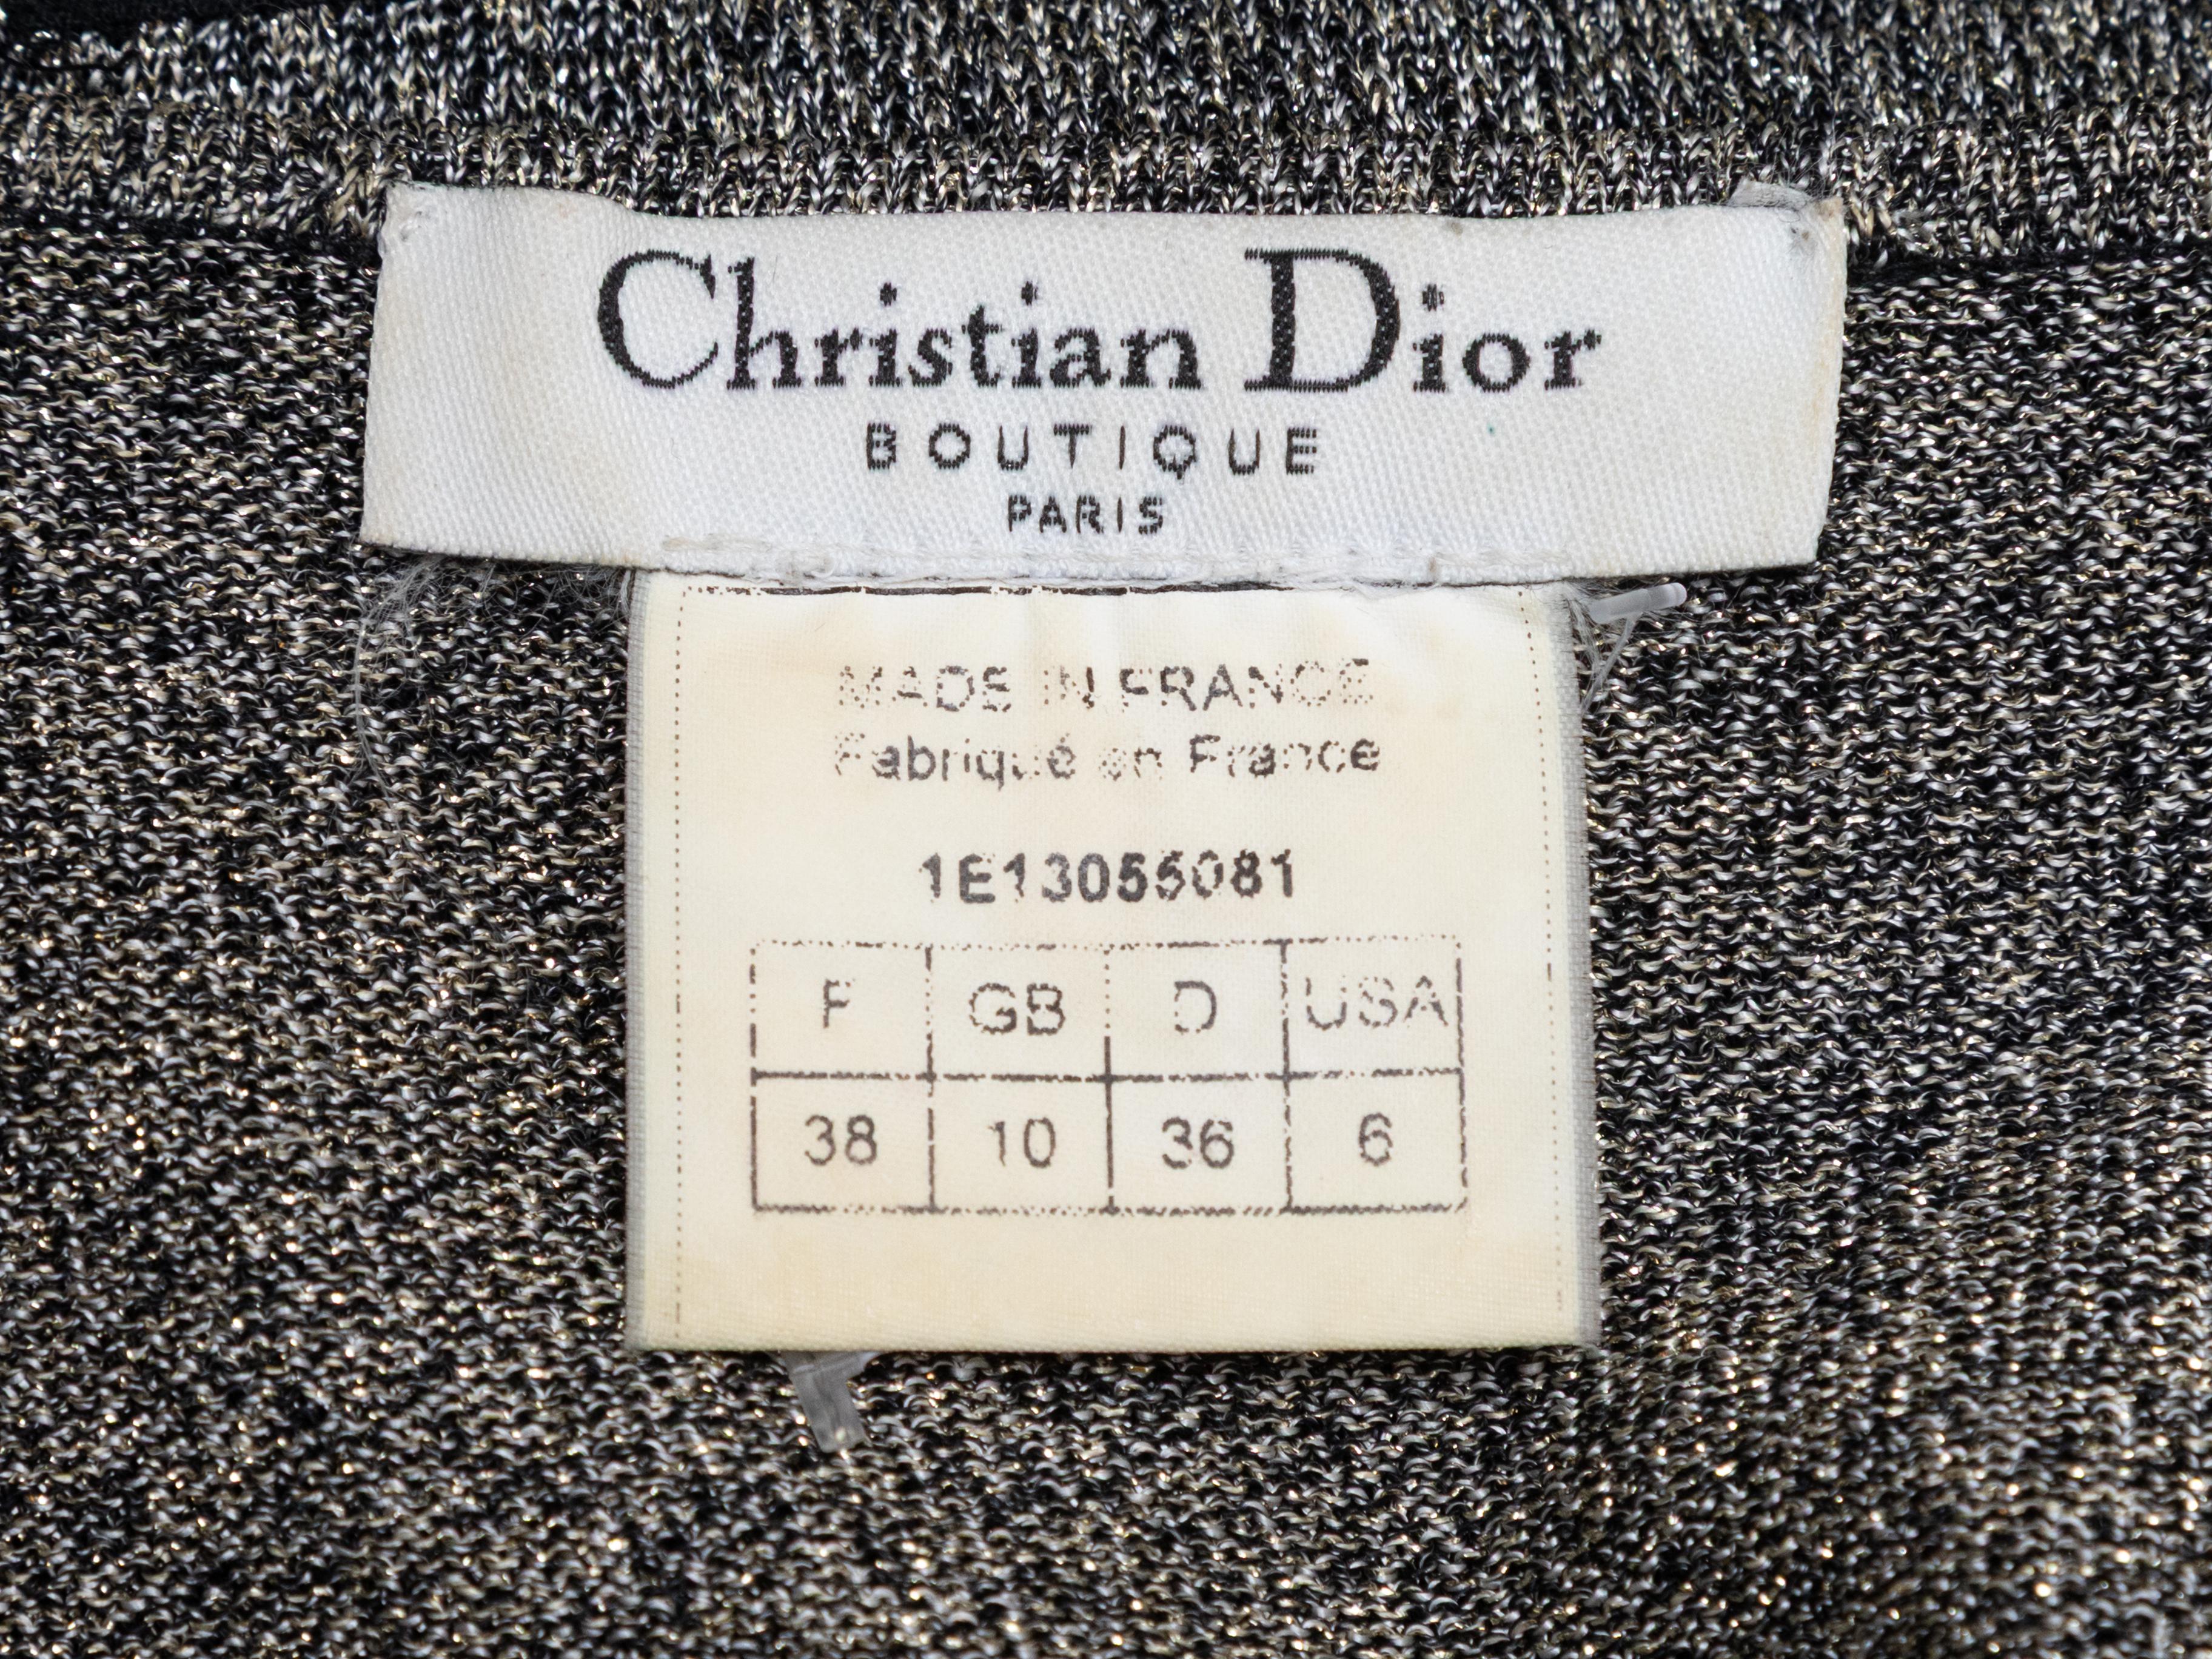 Christian Dior
BOUTIQUE
PARIS
MADE IN FRANCE
Fabriqué en France
1E13055081
F GB D USA
38 10 36 6